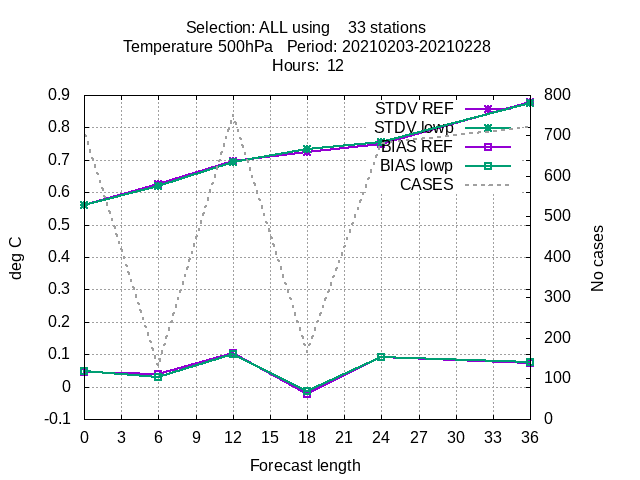 Selection: ALL using 33 stations
Temperature 500hPa Period: 20210203-20210228
Hours: 12
0.9
0.8
0.7
0.6
0.5
0.4
0.3
0.2
0.1
0
-0.1
deg C
STDV REF
STDV lowp
BIAS REF
BIAS lowp
CASES
800
700
600
500
400
300
200
100
0
No cases
0 3 6 9 12 15 18 21 24 27 30 33 36
Forecast length